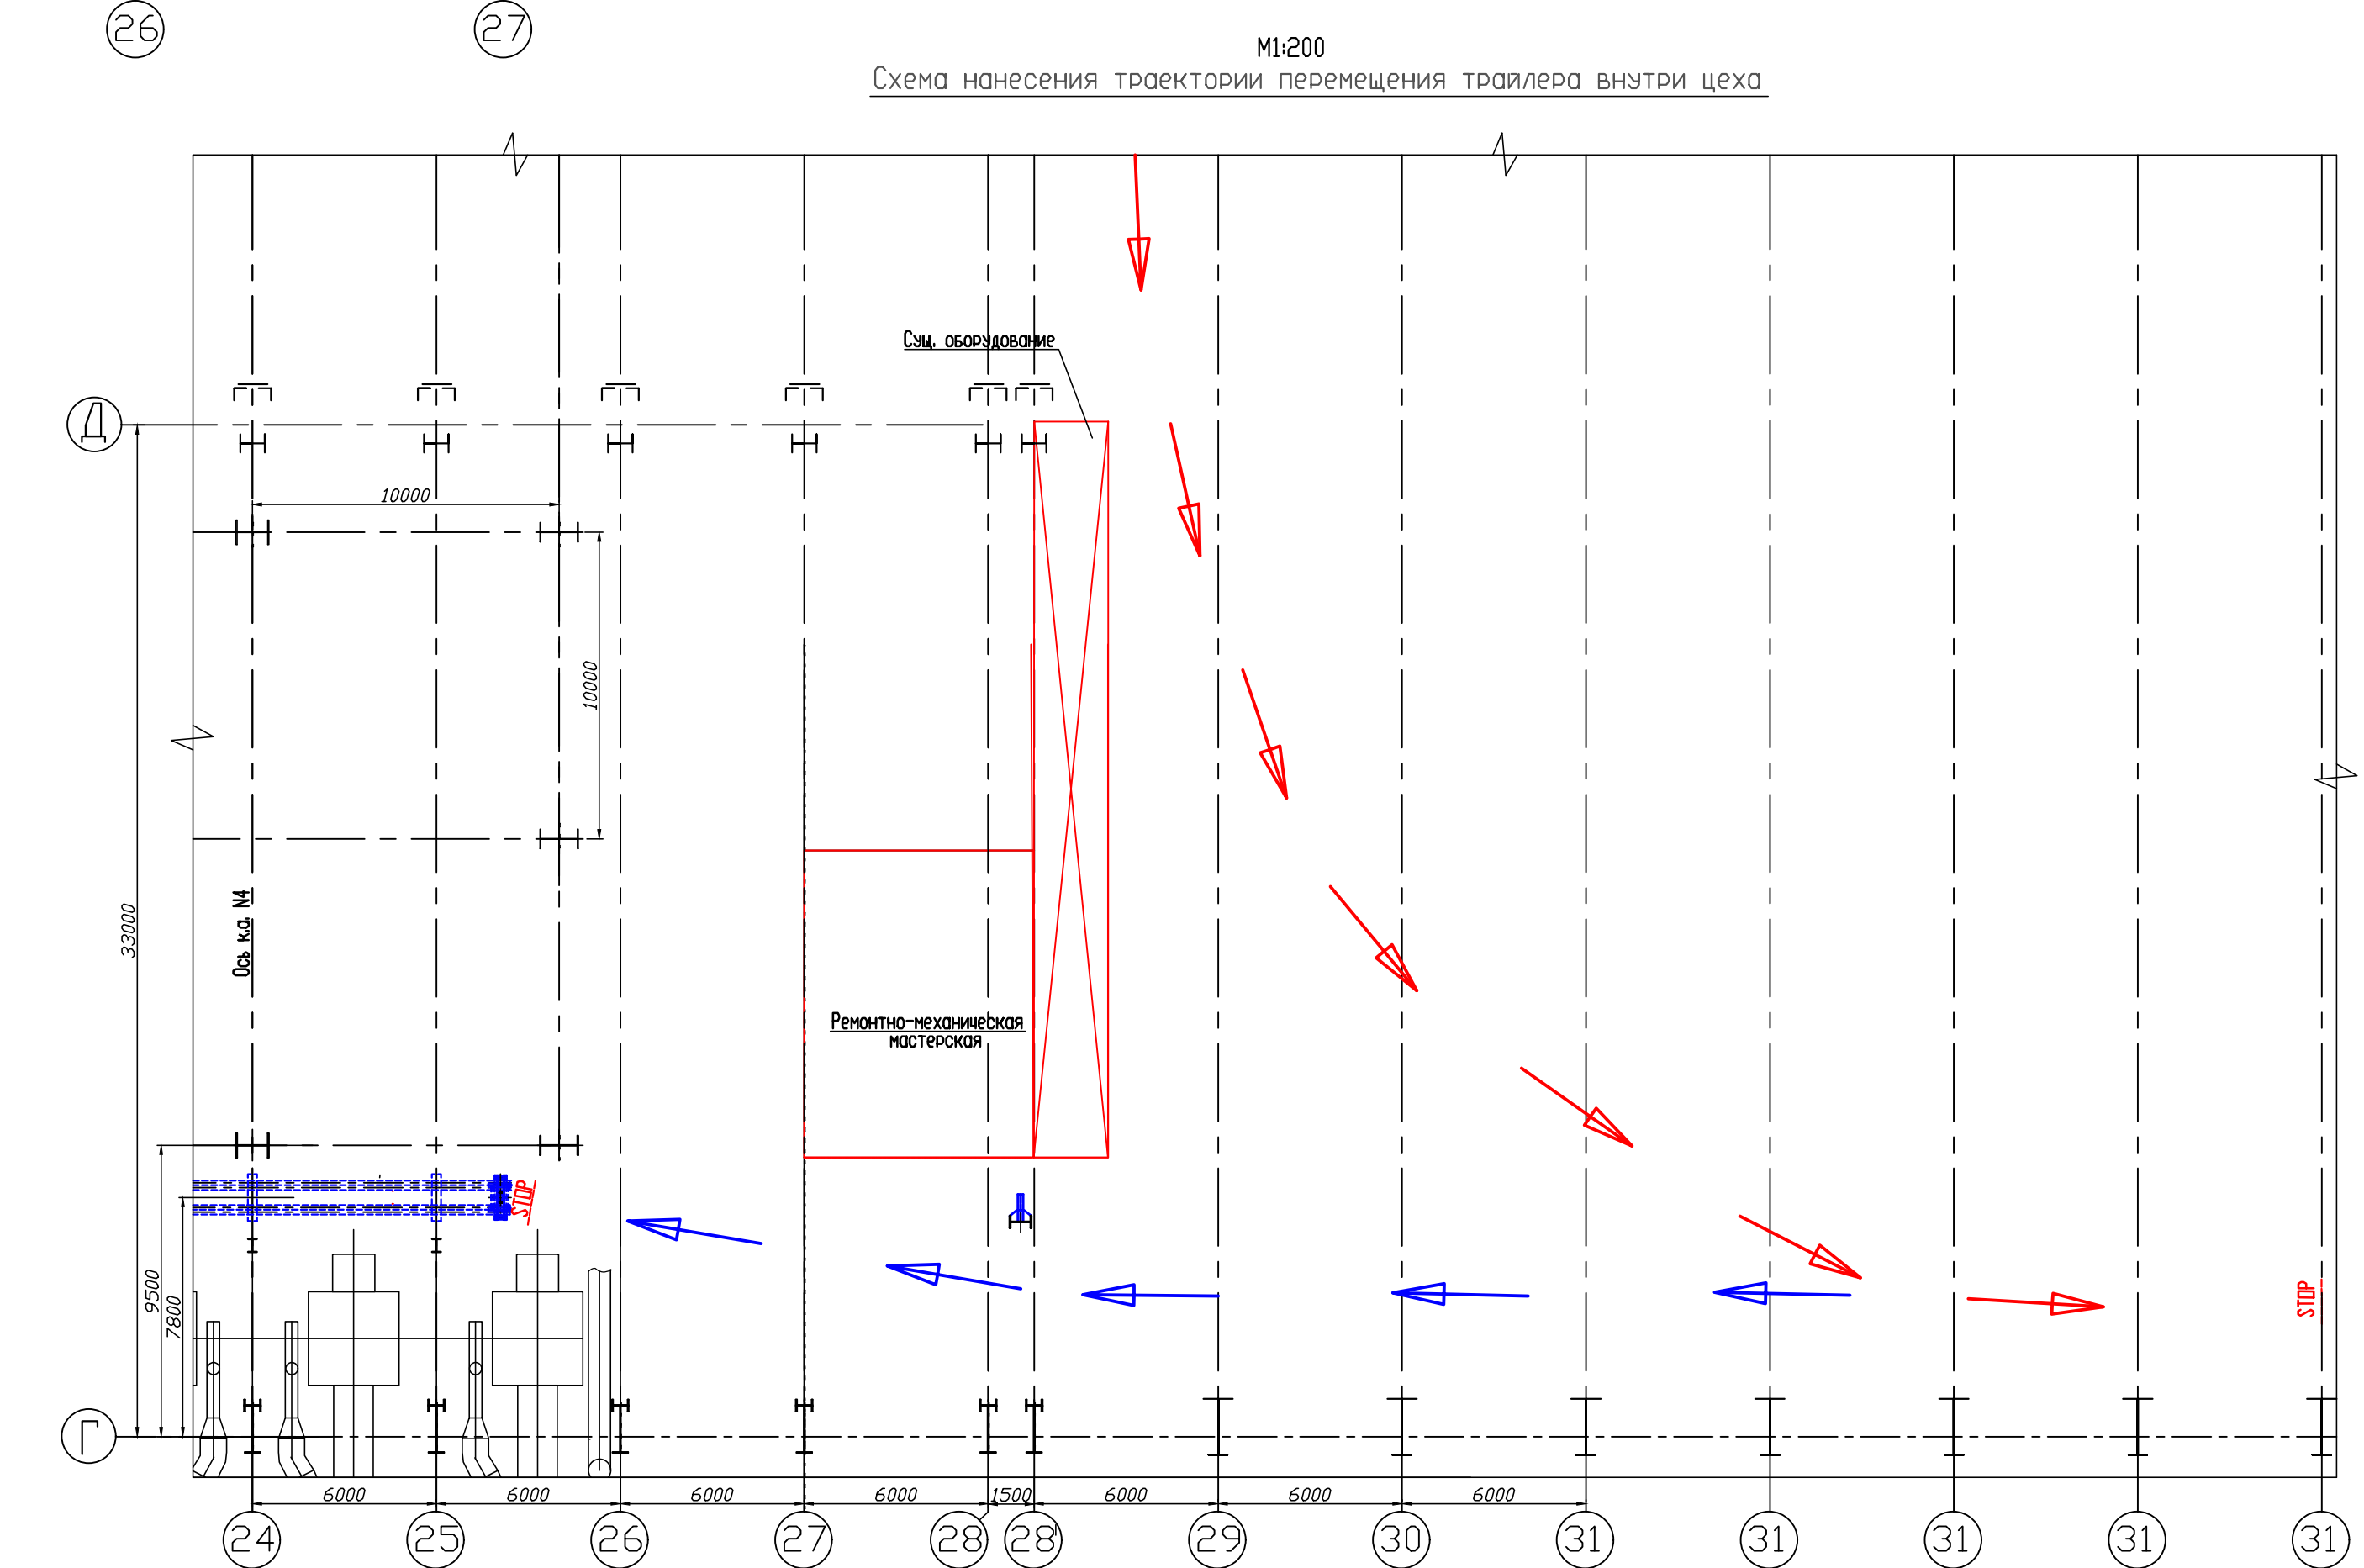 26
27
М1:200
Схема нанесения траектории перемещения трайлера внутри цеха
Сущ. оборудование
Д
10000
10000
33000
Ось к.а. N4
Ремонтно-механическая
мастерская
STOP
9500
7800
STOP
Г
6000
6000
6000
6000
1500
6000
6000
6000
24
25
26
27
28
28'
29
30
31
31
31
31
31